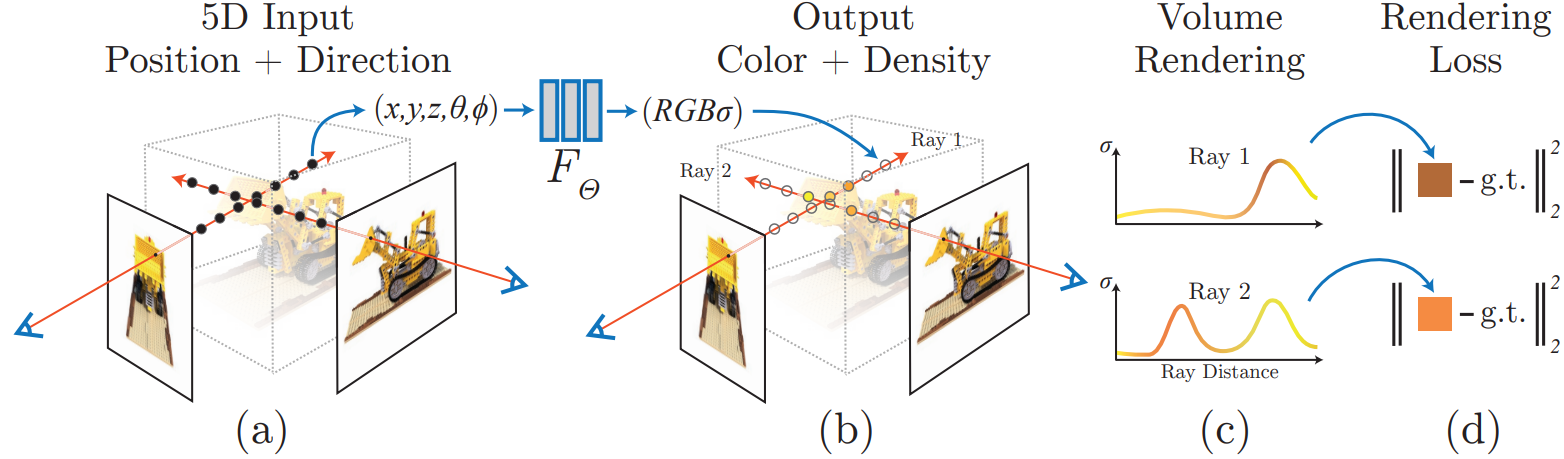 5D Input
Position + Direction
Output
Color + Density
Volume
Rendering
Rendering
Loss
(x,y,z,θ,ϕ)
F_Θ
(RGBσ)
Ray 1
Ray 2
σ
Ray 1
σ
Ray 2
Ray Distance
‖ – g.t. ‖²₂
‖ – g.t. ‖²₂
(a)
(b)
(c)
(d)